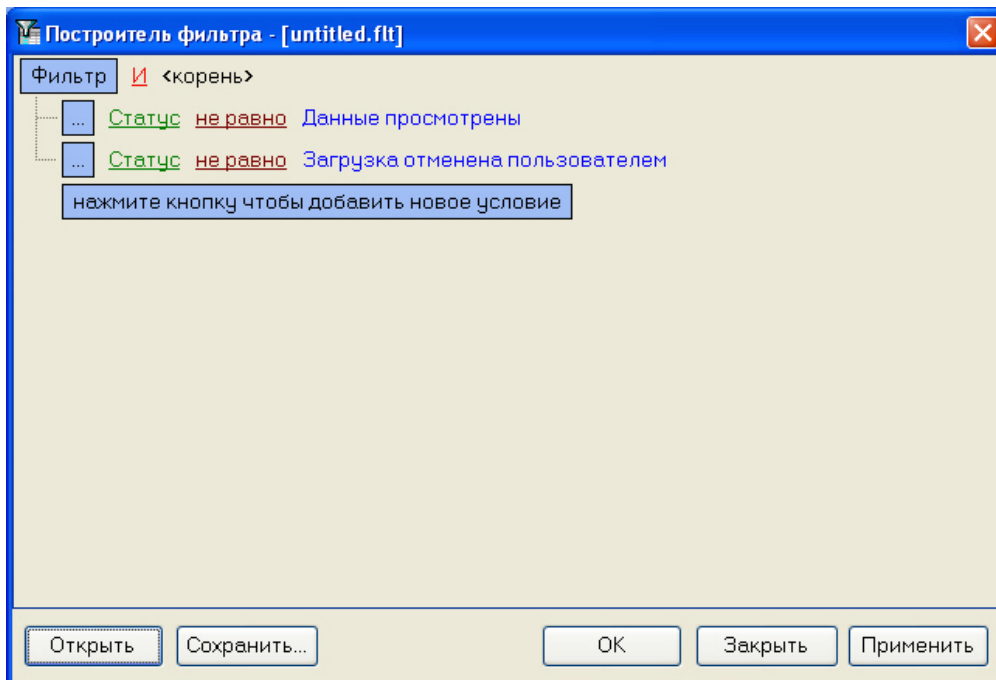 Построитель фильтра - [untitled.flt]
Фильтр И <корень>
... Статус не равно Данные просмотрены
... Статус не равно Загрузка отменена пользователем
нажмите кнопку чтобы добавить новое условие
Открыть Сохранить... OK Закрыть Применить